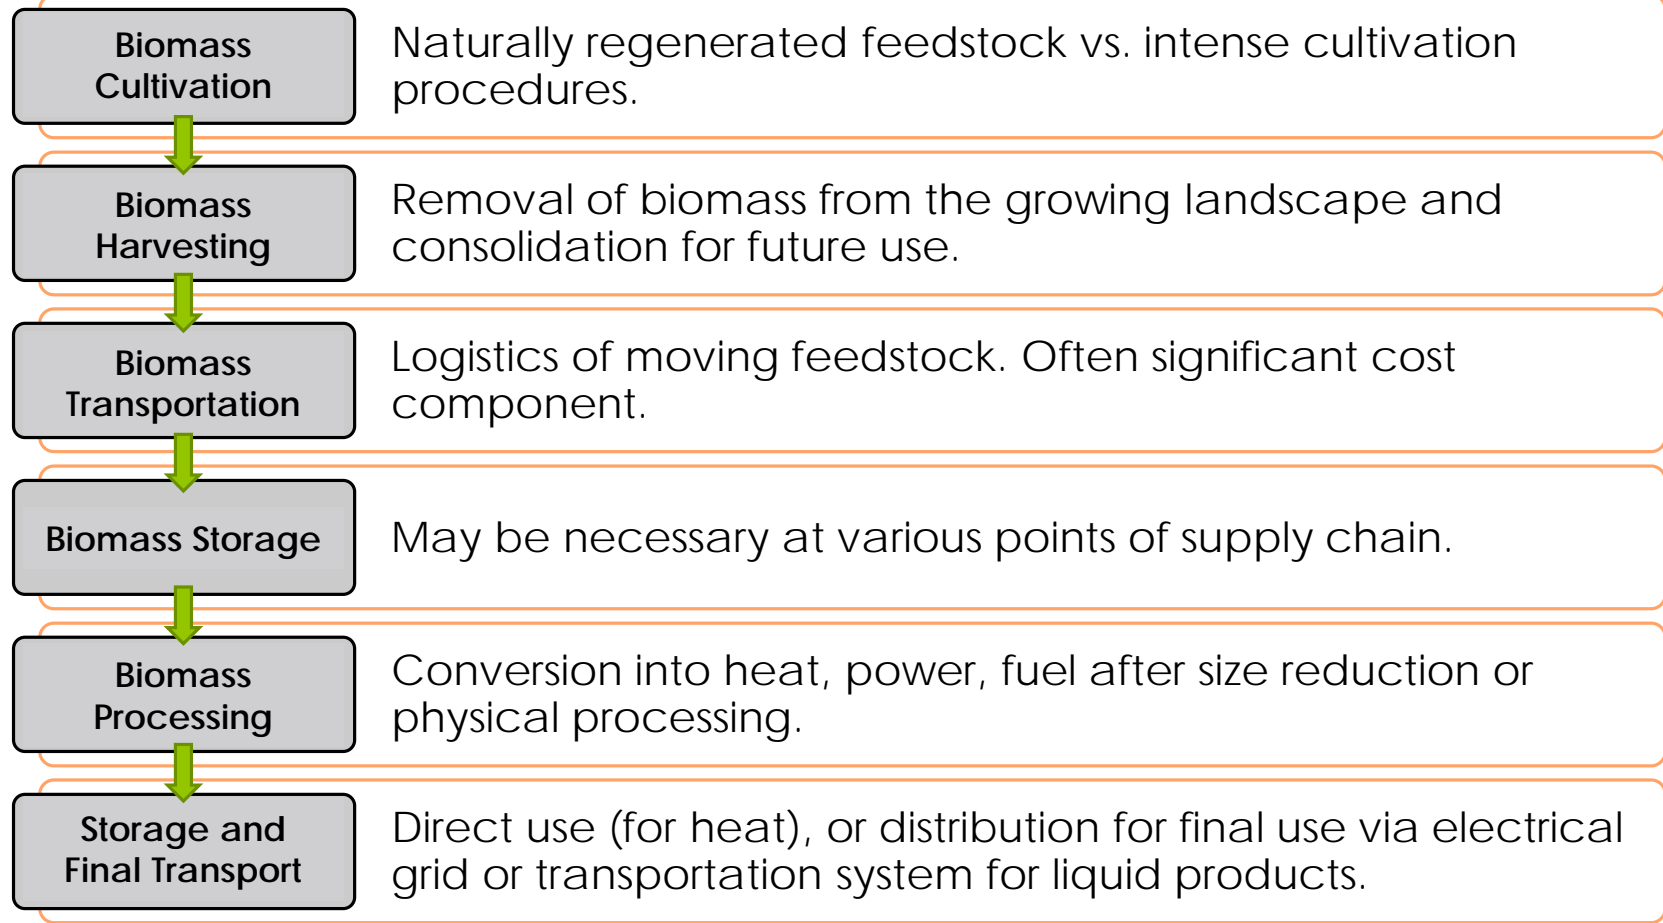 Biomass
Cultivation
Naturally regenerated feedstock vs. intense cultivation
procedures.
Biomass
Harvesting
Removal of biomass from the growing landscape and
consolidation for future use.
Biomass
Transportation
Logistics of moving feedstock. Often significant cost
component.
Biomass Storage
May be necessary at various points of supply chain.
Biomass
Processing
Conversion into heat, power, fuel after size reduction or
physical processing.
Storage and
Final Transport
Direct use (for heat), or distribution for final use via electrical
grid or transportation system for liquid products.